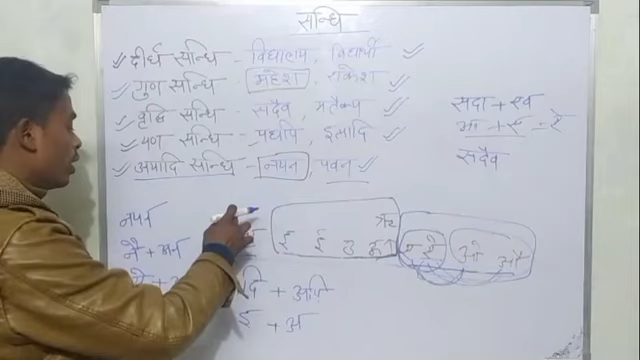 सन्धि
दीर्घ सन्धि - विद्यालय, विद्यार्थी
गुण सन्धि - महेश, राकेश
वृद्धि सन्धि - सदैव, मतैक्य
यण सन्धि - यद्यपि, इत्यादि
अयादि सन्धि - नयन, पवन
सदा + एव
सदैव
नयन
इ ई उ ऊ ऋ ए ऐ ओ औ
ने + अन
दि + अपि
इ + अ